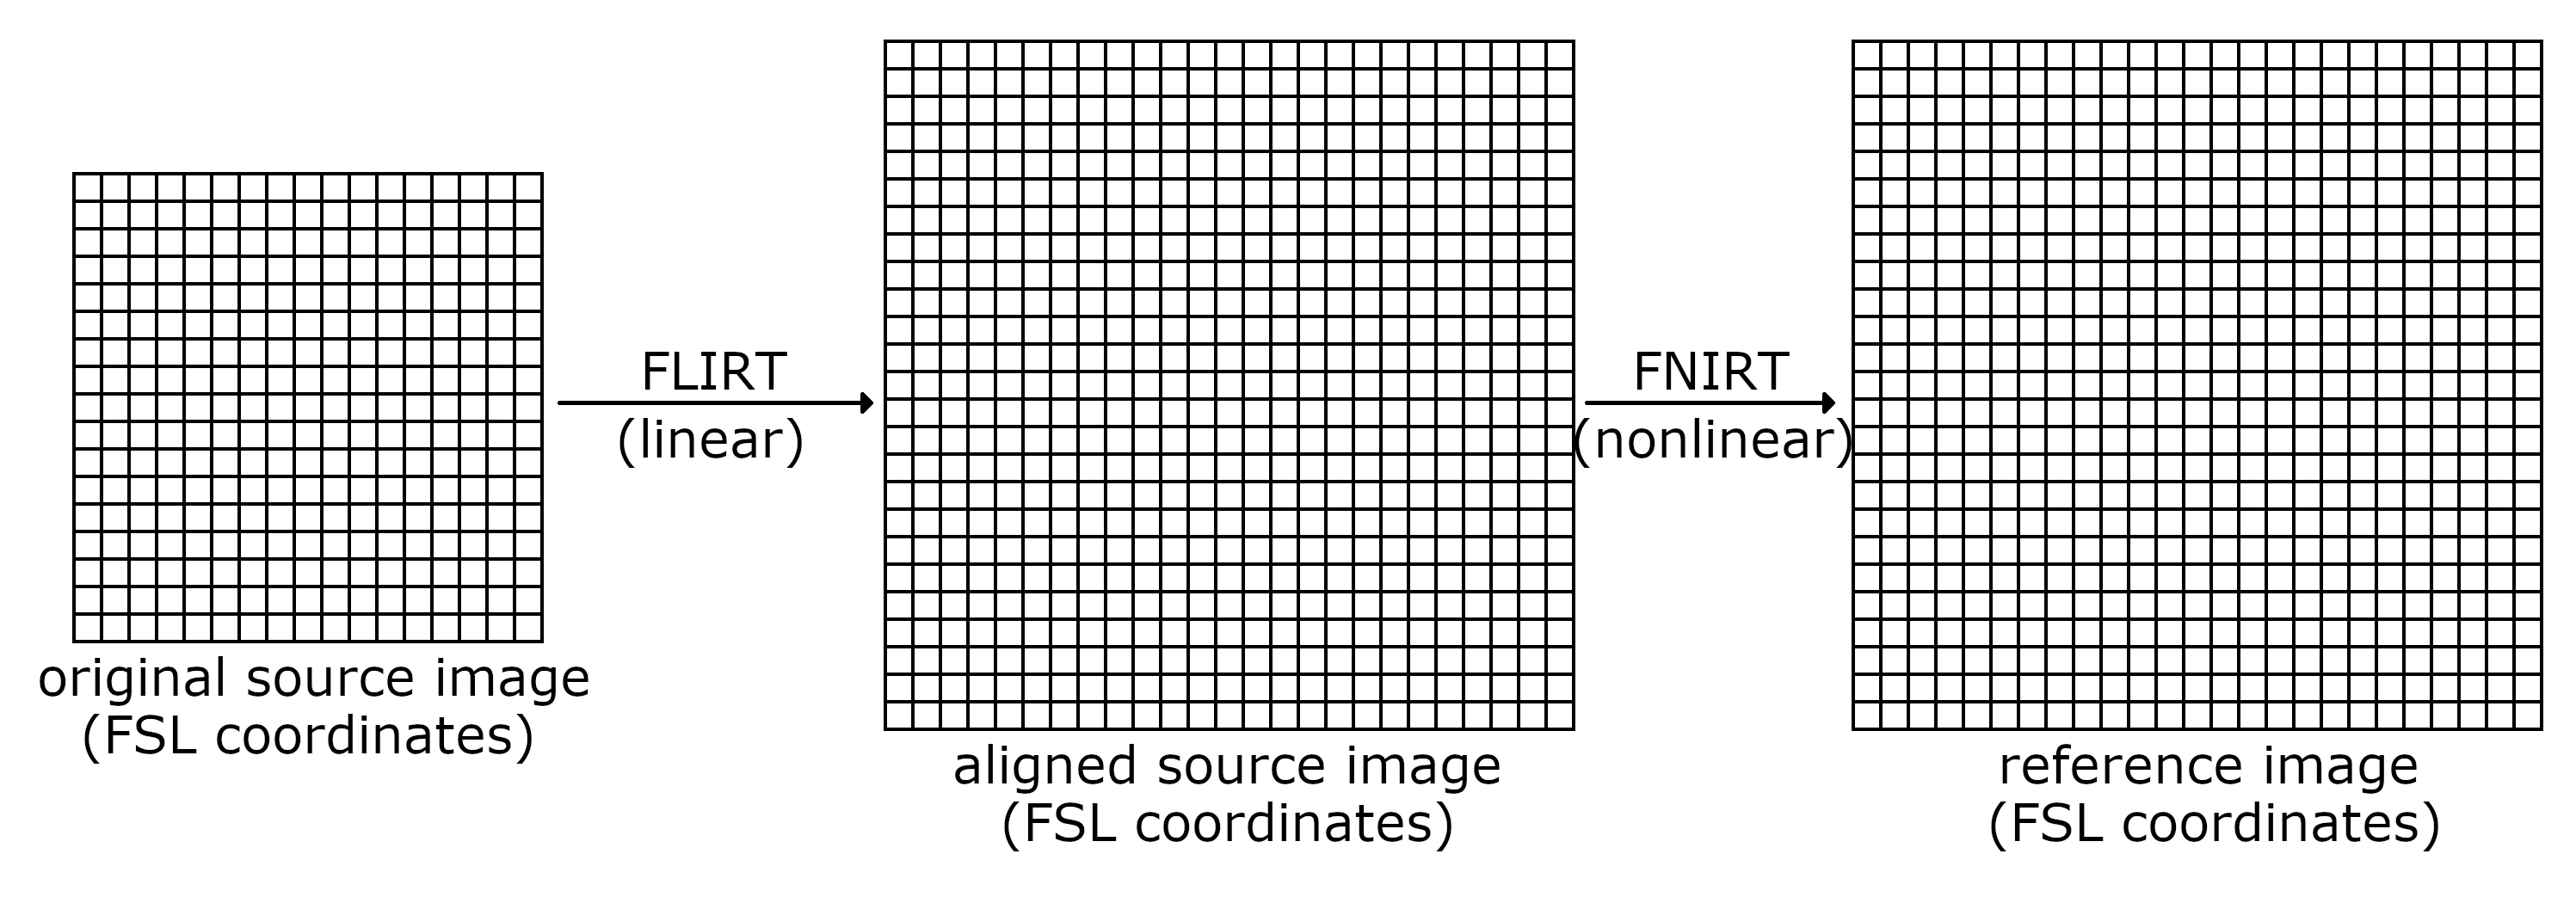 FLIRT
(linear)
FNIRT
(nonlinear)
original source image
(FSL coordinates)
aligned source image
(FSL coordinates)
reference image
(FSL coordinates)